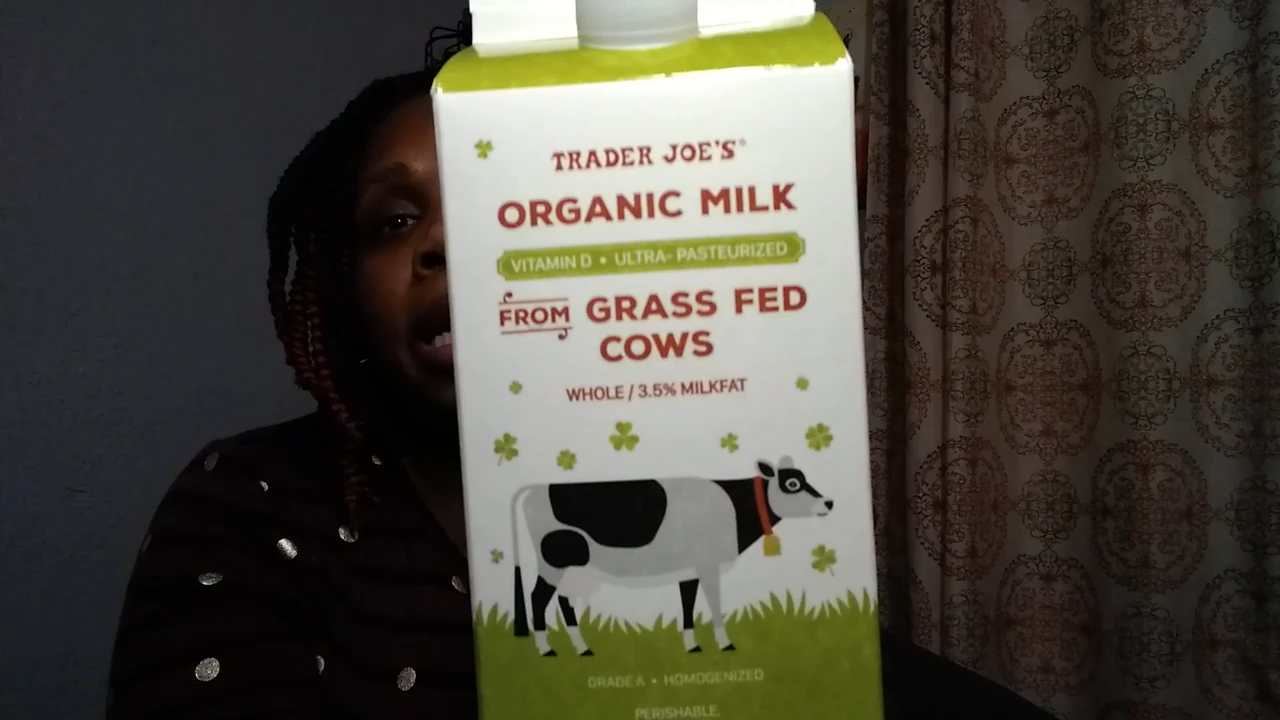 TRADER JOE'S®
ORGANIC MILK
VITAMIN D • ULTRA-PASTEURIZED
FROM GRASS FED
COWS
WHOLE / 3.5% MILKFAT
GRADE A • HOMOGENIZED
PERISHABLE.